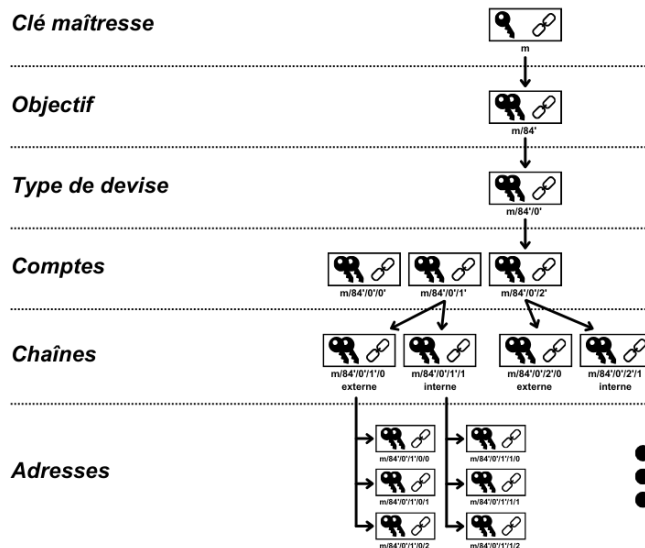 Clé maîtresse
m
Objectif
m/84'
Type de devise
m/84'/0'
Comptes
m/84'/0'/0'
m/84'/0'/1'
m/84'/0'/2'
Chaînes
m/84'/0'/1'/0
externe
m/84'/0'/1'/1
interne
m/84'/0'/2'/0
externe
m/84'/0'/2'/1
interne
Adresses
m/84'/0'/1'/0/0
m/84'/0'/1'/1/0
m/84'/0'/1'/0/1
m/84'/0'/1'/1/1
m/84'/0'/1'/0/2
m/84'/0'/1'/1/2